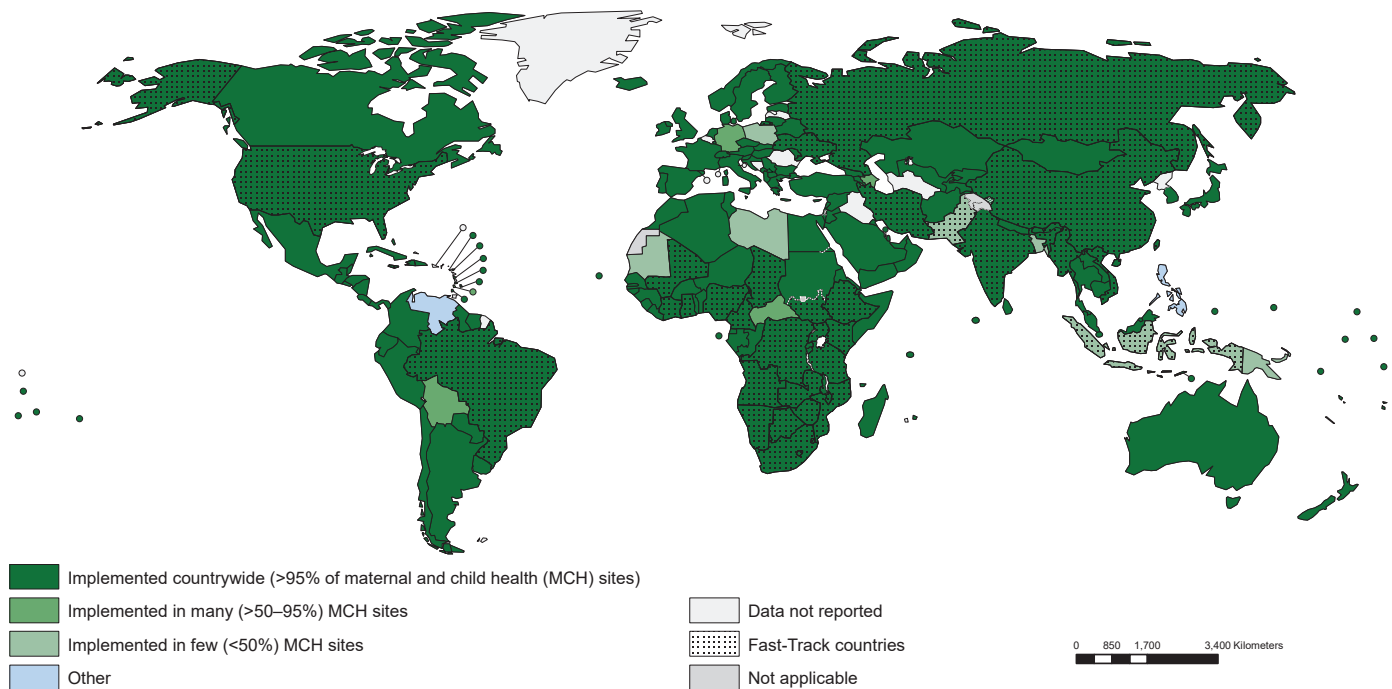 Implemented countrywide (>95% of maternal and child health (MCH) sites)
Implemented in many (>50–95%) MCH sites
Implemented in few (<50%) MCH sites
Other
Data not reported
Fast-Track countries
Not applicable
0 850 1,700 3,400 Kilometers